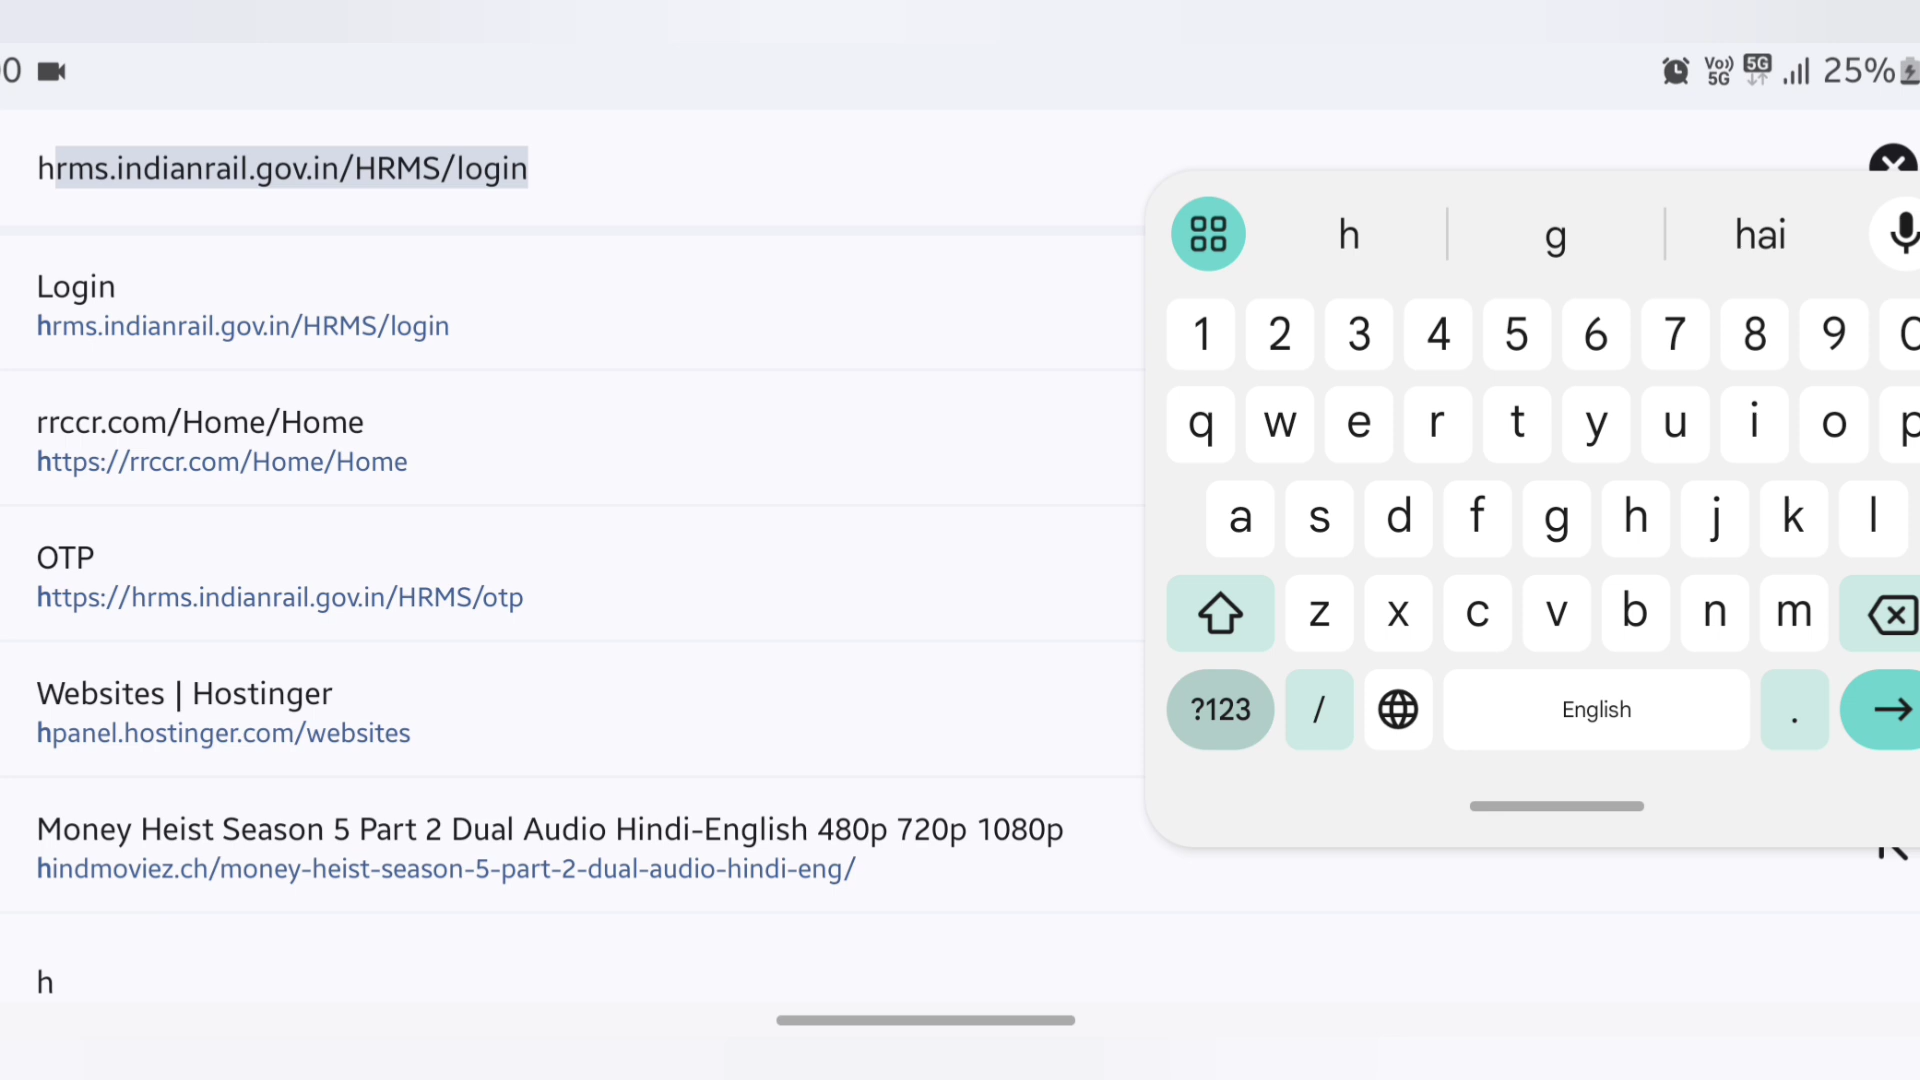 25%
hrms.indianrail.gov.in/HRMS/login
Login
hrms.indianrail.gov.in/HRMS/login
rrccr.com/Home/Home
https://rrccr.com/Home/Home
OTP
https://hrms.indianrail.gov.in/HRMS/otp
Websites | Hostinger
hpanel.hostinger.com/websites
Money Heist Season 5 Part 2 Dual Audio Hindi-English 480p 720p 1080p
hindmoviez.ch/money-heist-season-5-part-2-dual-audio-hindi-eng/
h
Vo)) 5G 5G
h g hai
1 2 3 4 5 6 7 8 9
q w e r t y u i o p
a s d f g h j k l
z x c v b n m
?123 / English .